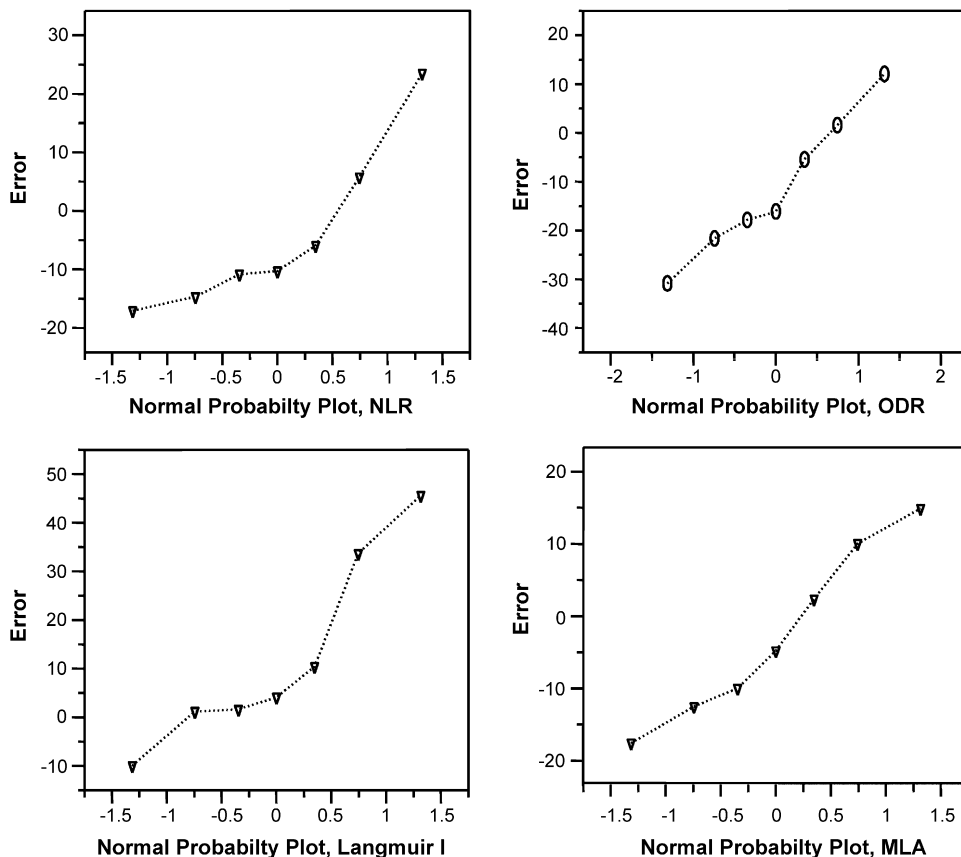 30
20
10
0
-10
-20
Error
-1.5 -1 -0.5 0 0.5 1 1.5
Normal Probabilty Plot, NLR
20
10
0
-10
-20
-30
-40
Error
-2 -1 0 1 2
Normal Probability Plot, ODR
50
40
30
20
10
0
-10
Error
-1.5 -1 -0.5 0 0.5 1 1.5
Normal Probabilty Plot, Langmuir I
20
10
0
-10
-20
Error
-1.5 -1 -0.5 0 0.5 1 1.5
Normal Probabilty Plot, MLA